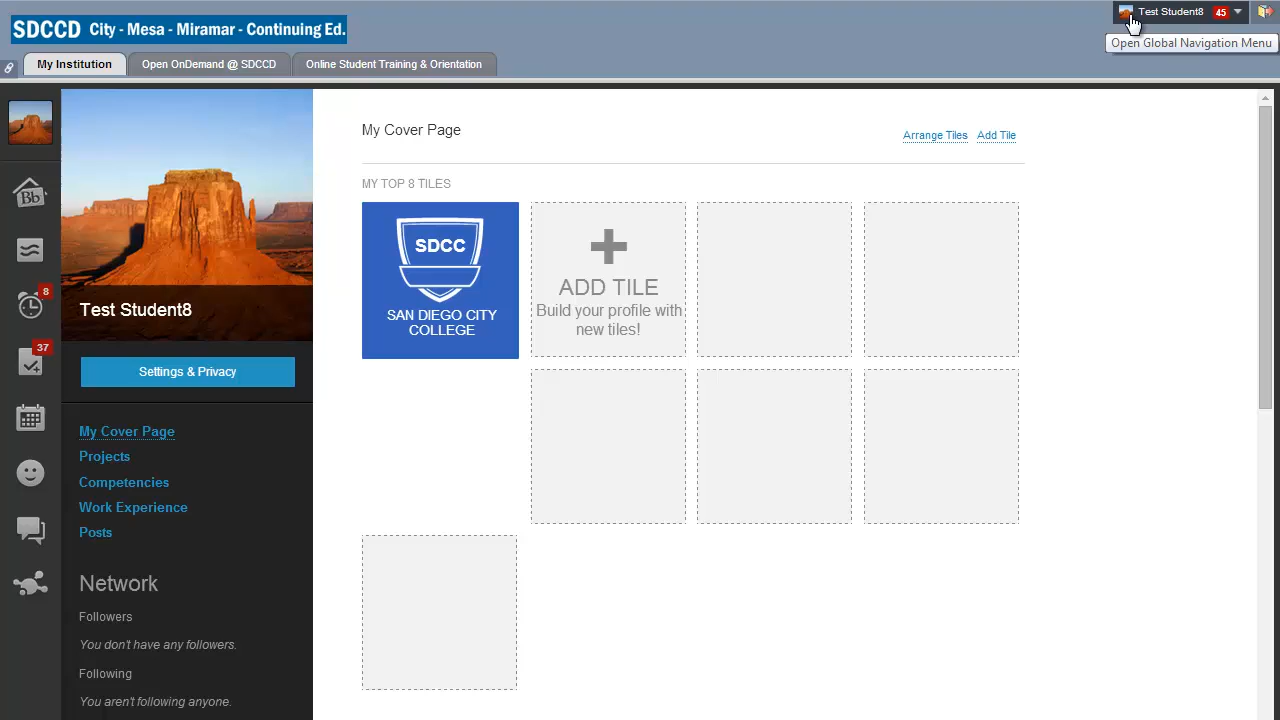 Test Student8 45
SDCCD City - Mesa - Miramar - Continuing Ed.
Open Global Navigation Menu
My Institution
Open OnDemand @ SDCCD
Online Student Training & Orientation
Bb
8
37
Test Student8
Settings & Privacy
My Cover Page
Projects
Competencies
Work Experience
Posts
Network
Followers
You don't have any followers.
Following
You aren't following anyone.
My Cover Page
Arrange Tiles
Add Tile
MY TOP 8 TILES
SDCC
SAN DIEGO CITY
COLLEGE
ADD TILE
Build your profile with
new tiles!